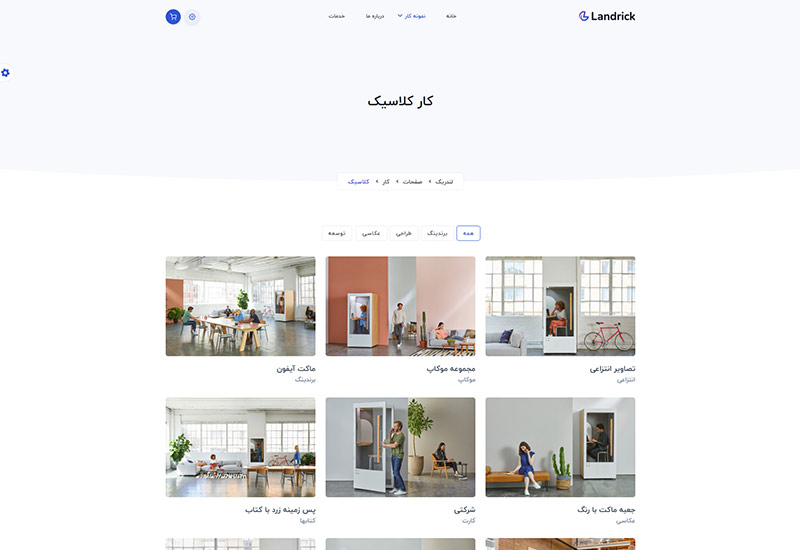 Landrick
خانه
نمونه کار
درباره ما
خدمات
کار کلاسیک
لندریک
صفحات
کار
کلاسیک
همه
برندینگ
طراحی
عکاسی
توسعه
تصاویر انتزاعی
انتزاعی
مجموعه موکاپ
موکاپ
ماکت آیفون
برندینگ
جعبه ماکت با رنگ
عکاسی
شرکتی
کارت
پس زمینه زرد با کتاب
کتابها